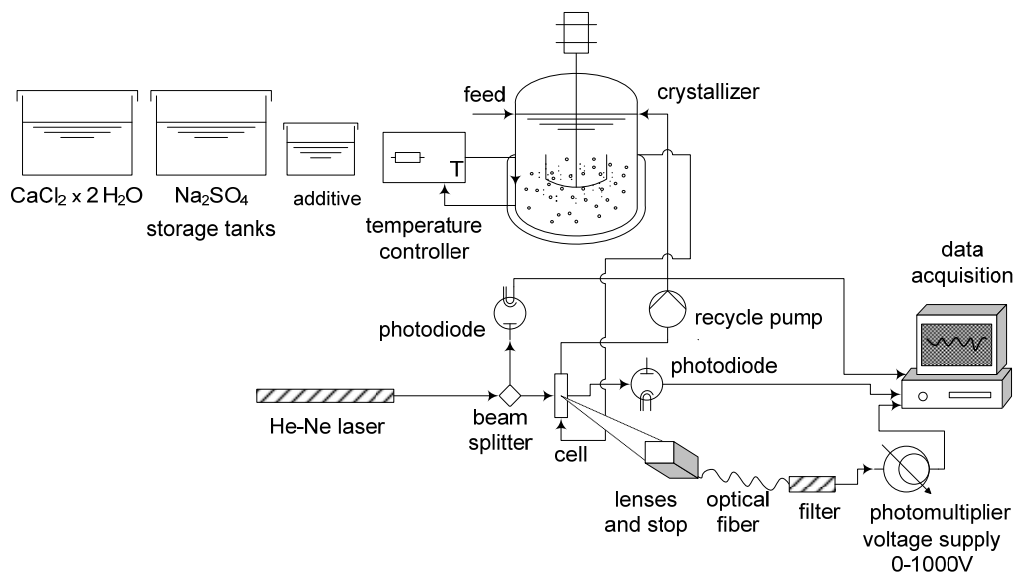 feed
crystallizer
T
CaCl₂ x 2 H₂O
Na₂SO₄
additive
storage tanks
temperature
controller
data
acquisition
photodiode
recycle pump
photodiode
He-Ne laser
beam
splitter
cell
lenses
and stop
optical
fiber
filter
photomultiplier
voltage supply
0-1000V